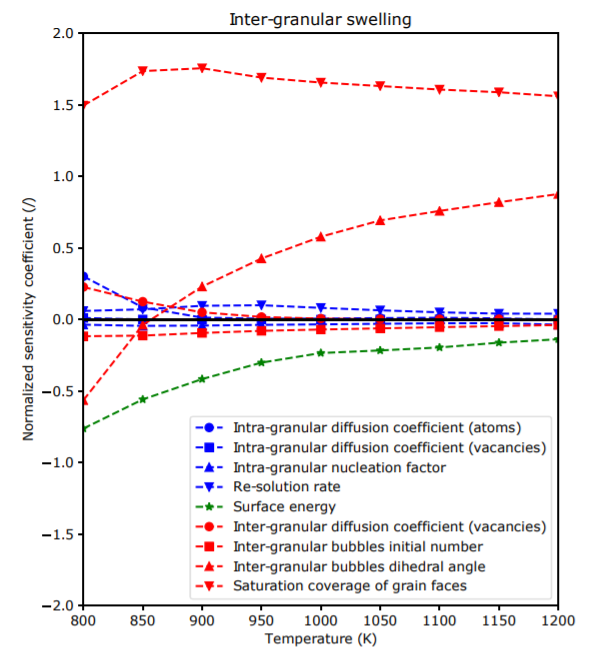 Inter-granular swelling
2.0
1.5
1.0
0.5
0.0
−0.5
−1.0
−1.5
−2.0
Normalized sensitivity coefficient (/)
Intra-granular diffusion coefficient (atoms)
Intra-granular diffusion coefficient (vacancies)
Intra-granular nucleation factor
Re-solution rate
Surface energy
Inter-granular diffusion coefficient (vacancies)
Inter-granular bubbles initial number
Inter-granular bubbles dihedral angle
Saturation coverage of grain faces
800 850 900 950 1000 1050 1100 1150 1200
Temperature (K)